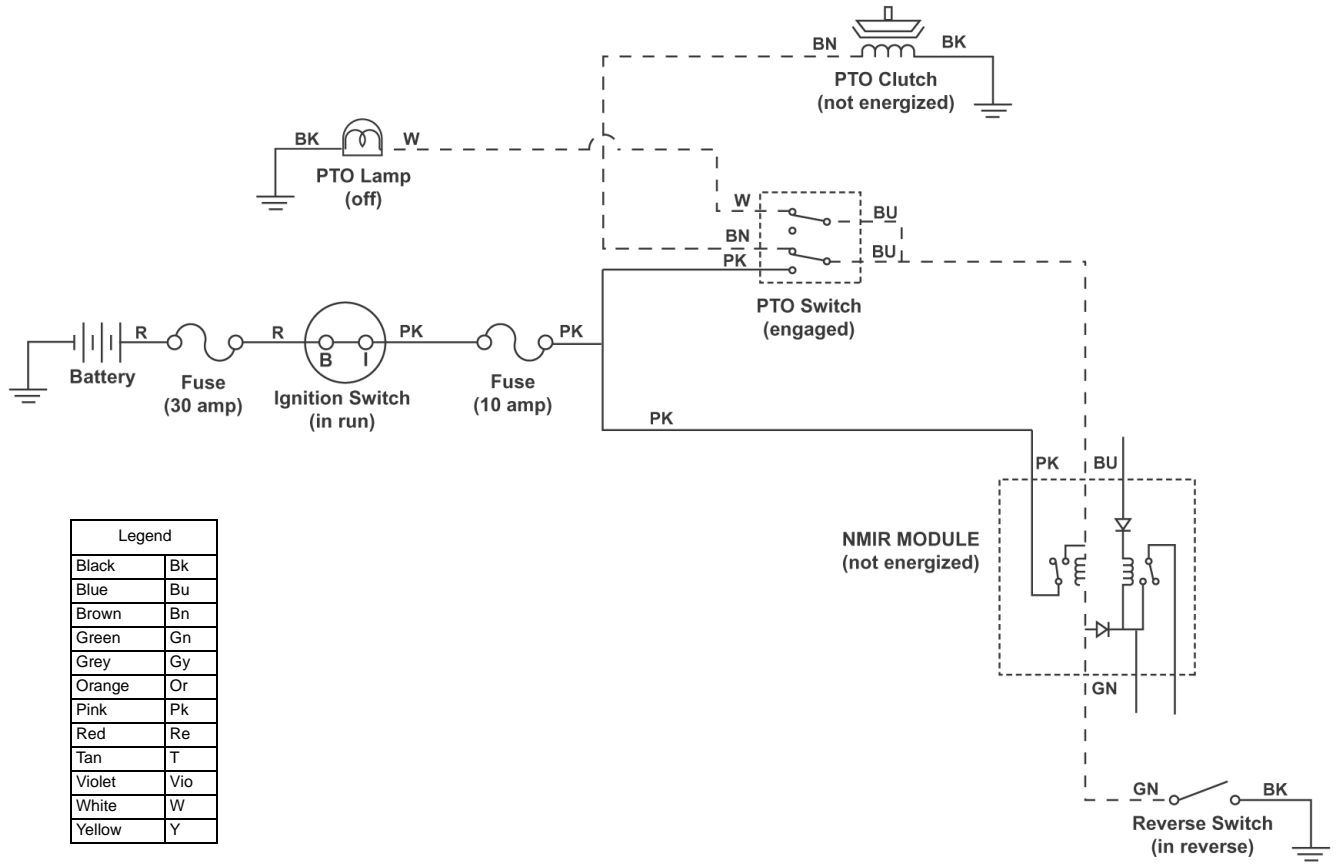 BN
BK
PTO Clutch
(not energized)
BK
W
PTO Lamp
(off)
W
BU
BN
BU
PK
PTO Switch
(engaged)
R
R
PK
PK
B
I
Battery
Fuse
(30 amp)
Ignition Switch
(in run)
Fuse
(10 amp)
PK
PK
BU
NMIR MODULE
(not energized)
GN
GN
BK
Reverse Switch
(in reverse)
Legend
Black Bk
Blue Bu
Brown Bn
Green Gn
Grey Gy
Orange Or
Pink Pk
Red Re
Tan T
Violet Vio
White W
Yellow Y